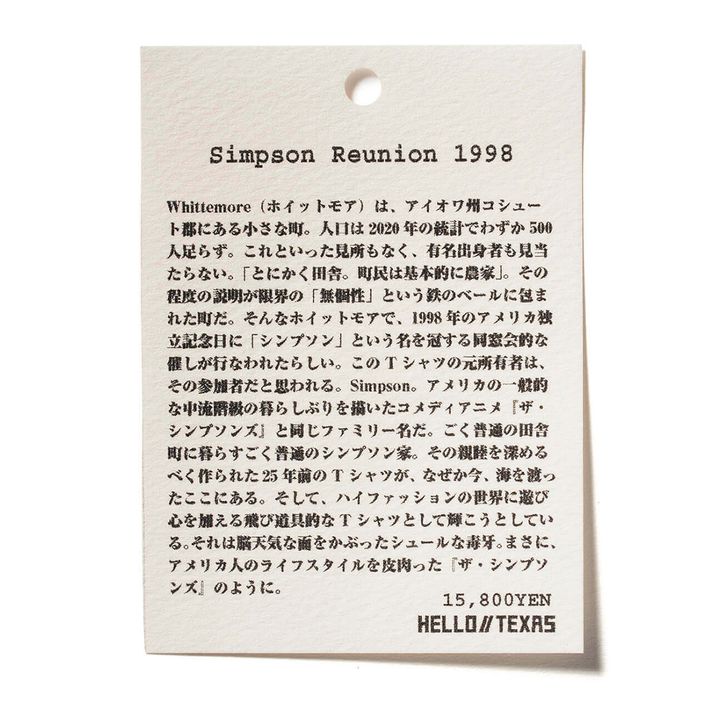 Simpson Reunion 1998
Whittemore（ホイットモア）は、アイオワ州コシュー
ト郡にある小さな町。人口は2020年の統計でわずか500
人足らず。これといった見所もなく、有名出身者も見当
たらない。「とにかく田舎。町民は基本的に農家」。その
程度の説明が限界の「無個性」という鉄のベールに包ま
れた町だ。そんなホイットモアで、1998年のアメリカ独
立記念日に「シンプソン」という名を冠する同窓会的な
催しが行なわれたらしい。このTシャツの元所有者は、
その参加者だと思われる。Simpson。アメリカの一般的
な中流階級の暮らしぶりを描いたコメディアニメ『ザ・
シンプソンズ』と同じファミリー名だ。ごく普通の田舎
町に暮らすごく普通のシンプソン家。その親睦を深める
べく作られた25年前のTシャツが、なぜか今、海を渡っ
たここにある。そして、ハイファッションの世界に遊び
心を加える飛び道具的なTシャツとして輝こうとしてい
る。それは脳天気な面をかぶったシュールな毒牙。まさに、
アメリカ人のライフスタイルを皮肉った『ザ・シンプソ
ンズ』のように。
15,800YEN
HELLO//TEXAS